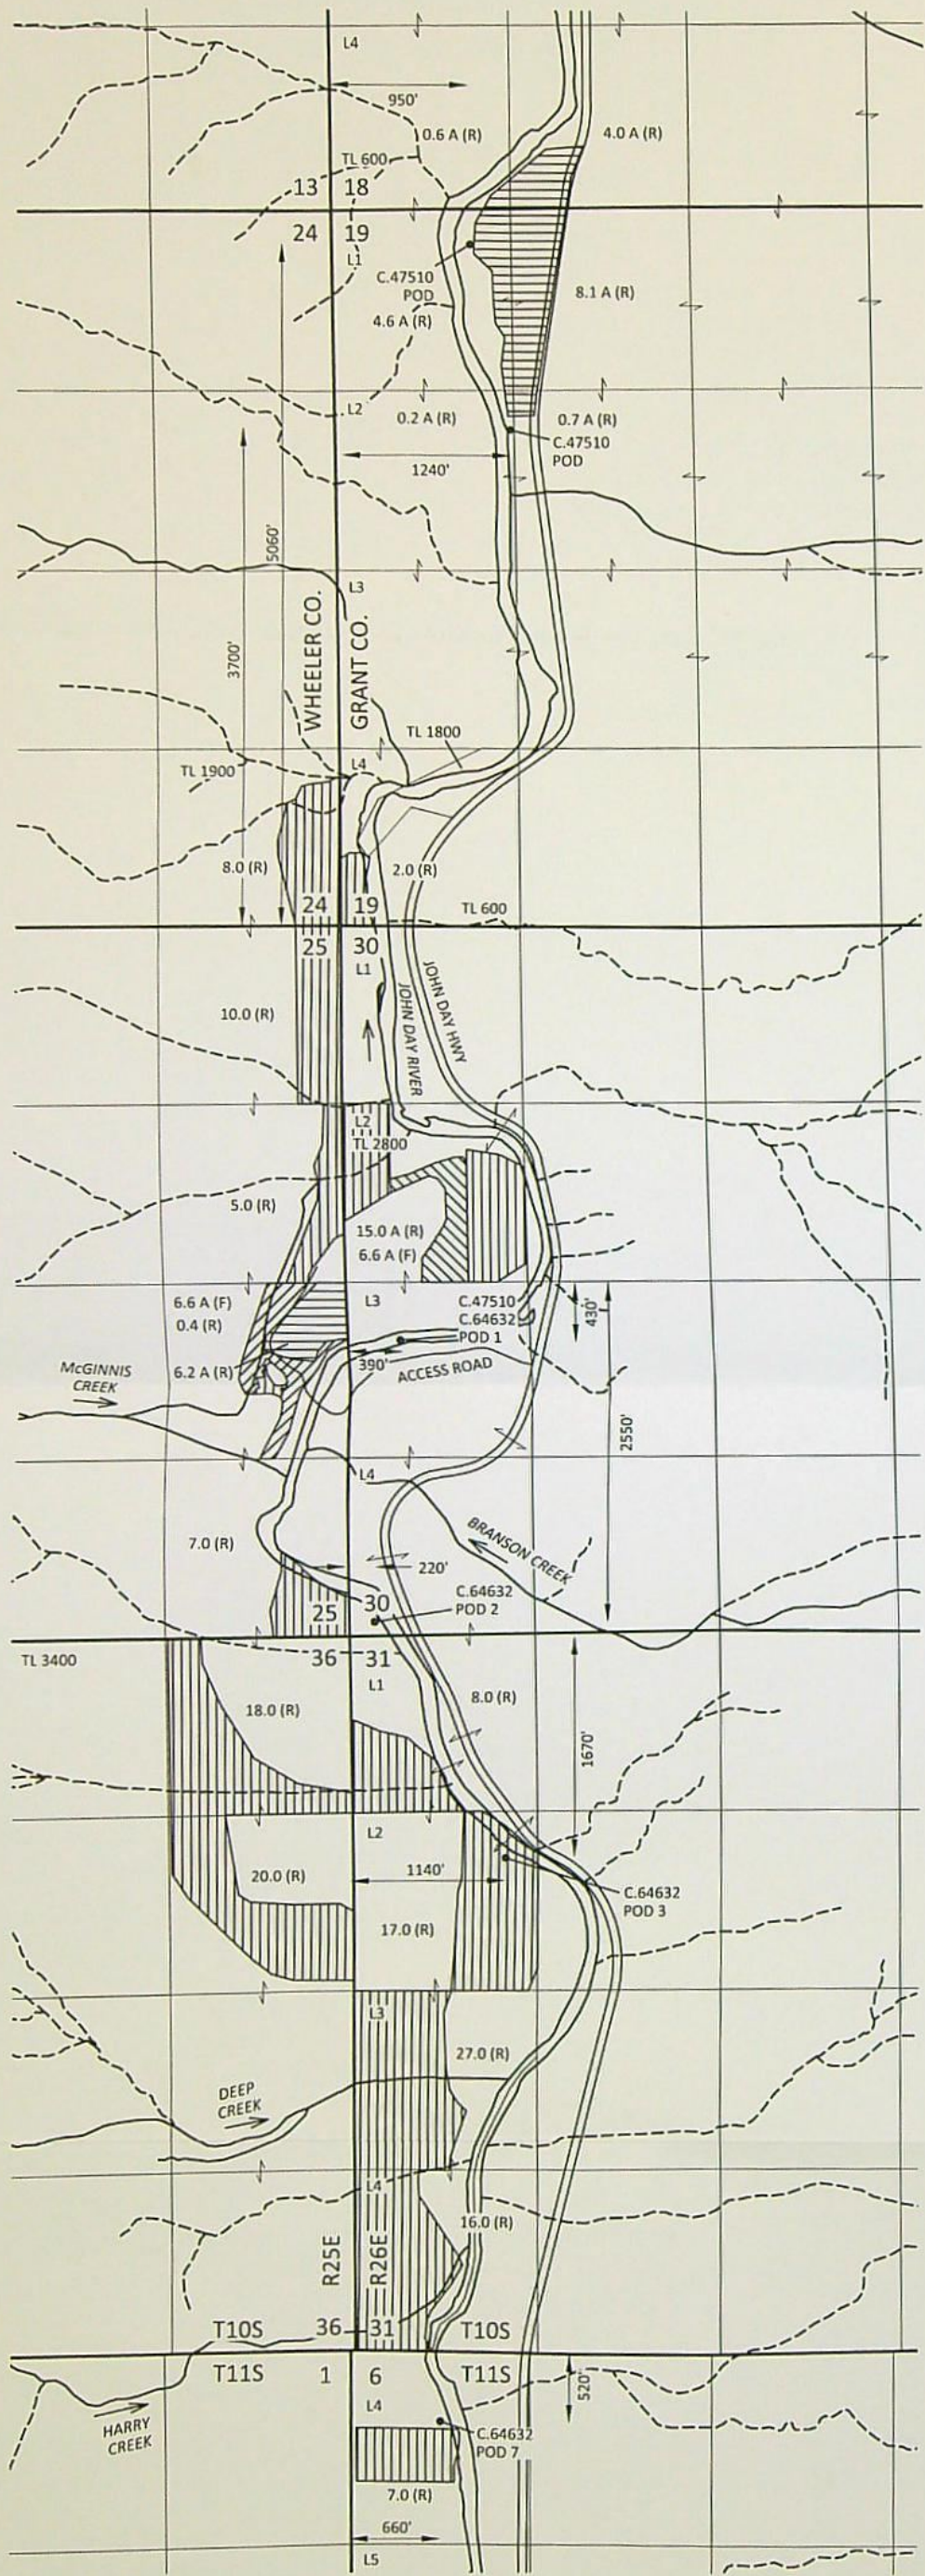 L4
950'
0.6 A (R)
4.0 A (R)
TL 600
13 18
24 19
L1
C.47510
POD
4.6 A (R)
8.1 A (R)
L2
0.2 A (R)
0.7 A (R)
C.47510
POD
1240'
5060'
3700'
L3
WHEELER CO.
GRANT CO.
TL 1800
L4
TL 1900
8.0 (R)
2.0 (R)
24 19
TL 600
25 30
L1
JOHN DAY HWY
JOHN DAY RIVER
10.0 (R)
L2
TL 2800
5.0 (R)
15.0 A (R)
6.6 A (F)
6.6 A (F)
0.4 (R)
L3
C.47510
C.64632
POD 1
430'
6.2 A (R)
390'
ACCESS ROAD
McGINNIS
CREEK
2550'
L4
BRANSON CREEK
7.0 (R)
220'
C.64632
POD 2
25 30
TL 3400
36 31
L1
18.0 (R)
8.0 (R)
1670'
L2
20.0 (R)
1140'
C.64632
POD 3
17.0 (R)
L3
27.0 (R)
DEEP
CREEK
L4
16.0 (R)
R25E
R26E
T10S 36 31 T10S
T11S 1 6 T11S
L4
520'
HARRY
CREEK
C.64632
POD 7
7.0 (R)
660'
L5